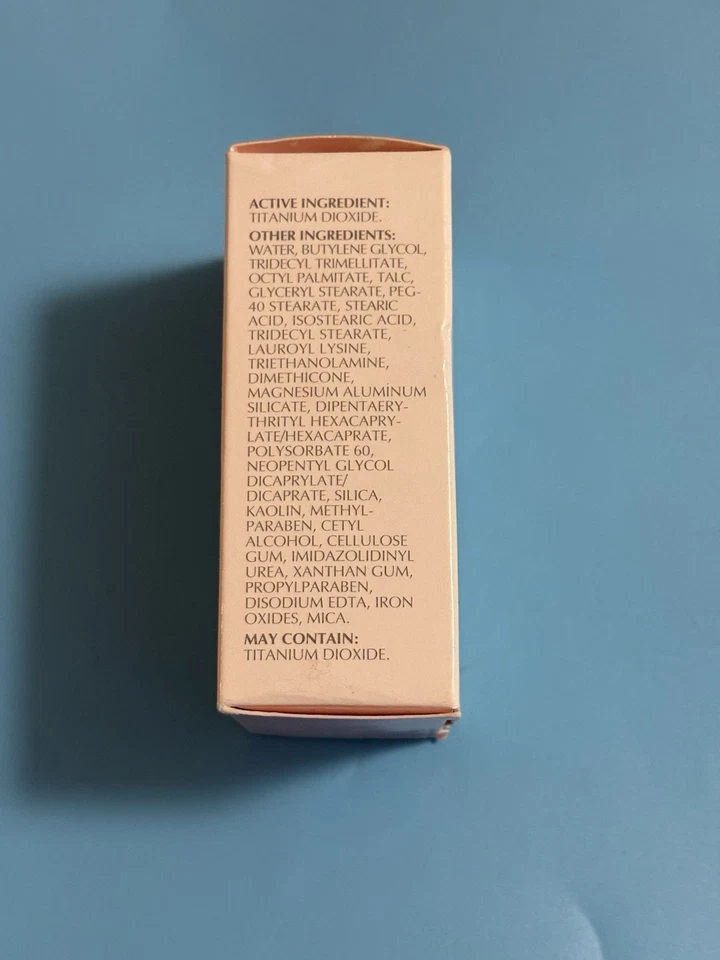 ACTIVE INGREDIENT:
TITANIUM DIOXIDE.
OTHER INGREDIENTS:
WATER, BUTYLENE GLYCOL,
TRIDECYL TRIMELLITATE,
OCTYL PALMITATE, TALC,
GLYCERYL STEARATE, PEG-
40 STEARATE, STEARIC
ACID, ISOSTEARIC ACID,
TRIDECYL STEARATE,
LAUROYL LYSINE,
TRIETHANOLAMINE,
DIMETHICONE,
MAGNESIUM ALUMINUM
SILICATE, DIPENTAERY-
THRITYL HEXACAPRY-
LATE/HEXACAPRATE,
POLYSORBATE 60,
NEOPENTYL GLYCOL
DICAPRYLATE/
DICAPRATE, SILICA,
KAOLIN, METHYL-
PARABEN, CETYL
ALCOHOL, CELLULOSE
GUM, IMIDAZOLIDINYL
UREA, XANTHAN GUM,
PROPYLPARABEN,
DISODIUM EDTA, IRON
OXIDES, MICA.
MAY CONTAIN:
TITANIUM DIOXIDE.